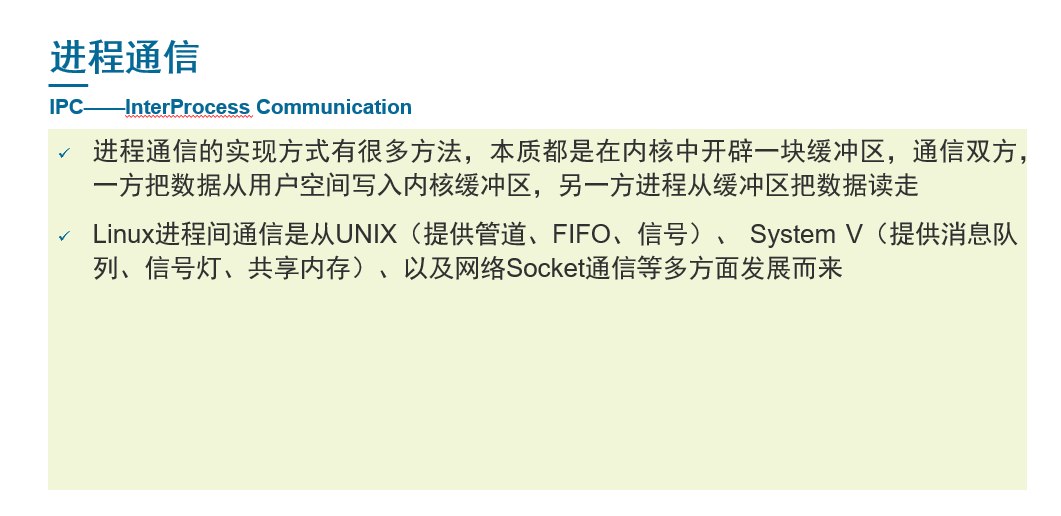 进程通信
IPC——InterProcess Communication
进程通信的实现方式有很多方法，本质都是在内核中开辟一块缓冲区，通信双方，
一方把数据从用户空间写入内核缓冲区，另一方进程从缓冲区把数据读走
Linux进程间通信是从UNIX（提供管道、FIFO、信号）、 System V（提供消息队
列、信号灯、共享内存）、以及网络Socket通信等多方面发展而来